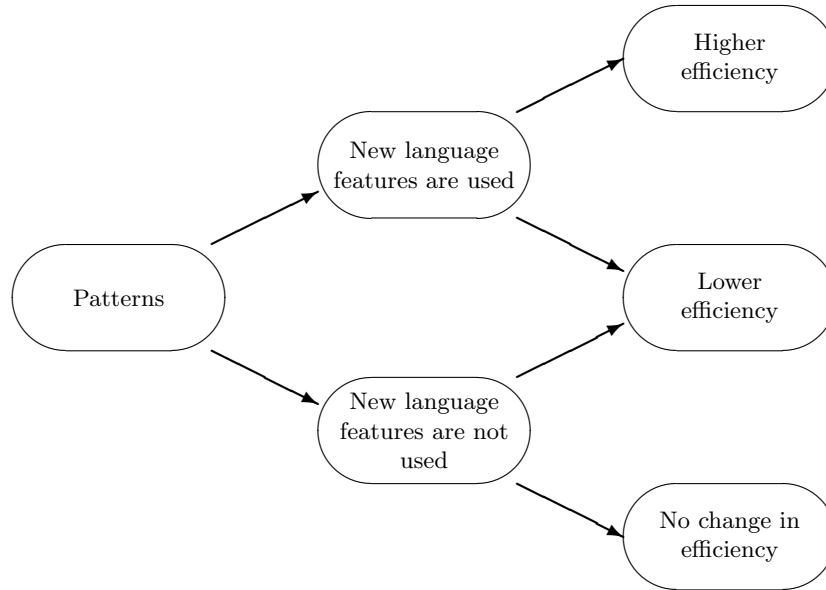 Higher
efficiency
New language
features are used
Patterns
Lower
efficiency
New language
features are not
used
No change in
efficiency